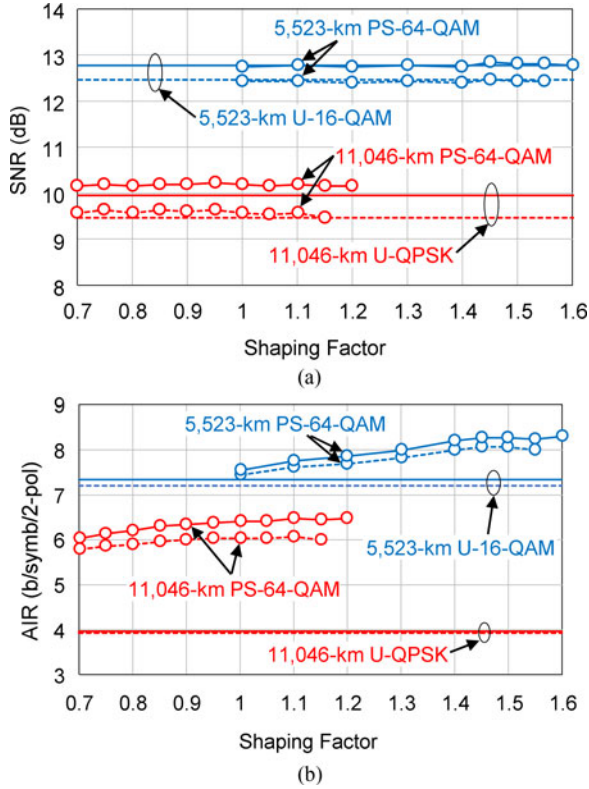 14
13
12
11
10
9
8
SNR (dB)
5,523-km PS-64-QAM
5,523-km U-16-QAM
11,046-km PS-64-QAM
11,046-km U-QPSK
0.7 0.8 0.9 1 1.1 1.2 1.3 1.4 1.5 1.6
Shaping Factor
(a)
9
8
7
6
5
4
3
AIR (b/symb/2-pol)
5,523-km PS-64-QAM
5,523-km U-16-QAM
11,046-km PS-64-QAM
11,046-km U-QPSK
0.7 0.8 0.9 1 1.1 1.2 1.3 1.4 1.5 1.6
Shaping Factor
(b)